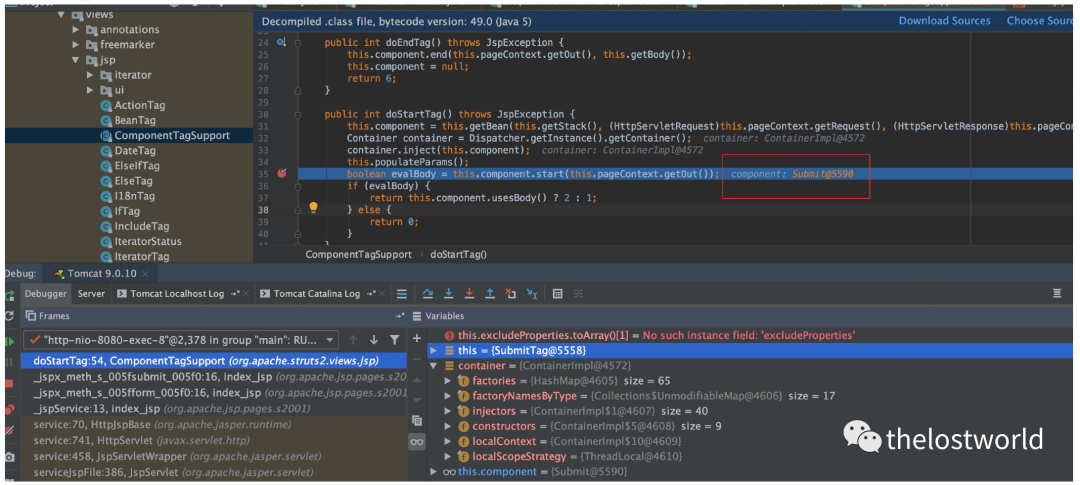 views
annotations
freemarker
jsp
iterator
ui
ActionTag
BeanTag
ComponentTagSupport
DateTag
ElseIfTag
ElseTag
I18nTag
IfTag
IncludeTag
IteratorStatus
IteratorTag
Decompiled .class file, bytecode version: 49.0 (Java 5)
Download Sources
24 public int doEndTag() throws JspException {
25 this.component.end(this.pageContext.getOut(), this.getBody());
26 this.component = null;
27 return 6;
28 }
29
30 public int doStartTag() throws JspException {
31 this.component = this.getBean(this.getStack(), (HttpServletRequest)this.pageContext.getRequest(), (HttpServletResponse)this.pageCon
32 Container container = Dispatcher.getInstance().getContainer(); container: ContainerImpl@4572
33 container.inject(this.component); container: ContainerImpl@4572
34 this.populateParams();
35 boolean evalBody = this.component.start(this.pageContext.getOut()); component: Submit@5590
36 if (evalBody) {
37 return this.component.usesBody() ? 2 : 1;
38 } else {
39 return 0;
40 }
ComponentTagSupport › doStartTag()
Debug: Tomcat 9.0.10 ×
Debugger Server Tomcat Localhost Log →* × Tomcat Catalina Log →* ×
Frames
"http-nio-8080-exec-8"@2,378 in group "main": RU...
doStartTag:54, ComponentTagSupport (org.apache.struts2.views.jsp)
_jspx_meth_s_005fsubmit_005f0:16, index_jsp (org.apache.jsp.pages.s20
_jspx_meth_s_005fform_005f0:16, index_jsp (org.apache.jsp.pages.s2001
_jspService:13, index_jsp (org.apache.jsp.pages.s2001)
service:70, HttpJspBase (org.apache.jasper.runtime)
service:741, HttpServlet (javax.servlet.http)
service:458, JspServletWrapper (org.apache.jasper.servlet)
serviceJspFile:386, JspServlet (org.apache.jasper.servlet)
Variables
this.excludeProperties.toArray()[1] = No such instance field: 'excludeProperties'
this = {SubmitTag@5558}
container = {ContainerImpl@4572}
factories = {HashMap@4605} size = 65
factoryNamesByType = {Collections$UnmodifiableMap@4606} size = 17
injectors = {ContainerImpl$1@4607} size = 40
constructors = {ContainerImpl$5@4608} size = 9
localContext = {ContainerImpl$10@4609}
localScopeStrategy = {ThreadLocal@4610}
this.component = {Submit@5590}
thelostworld